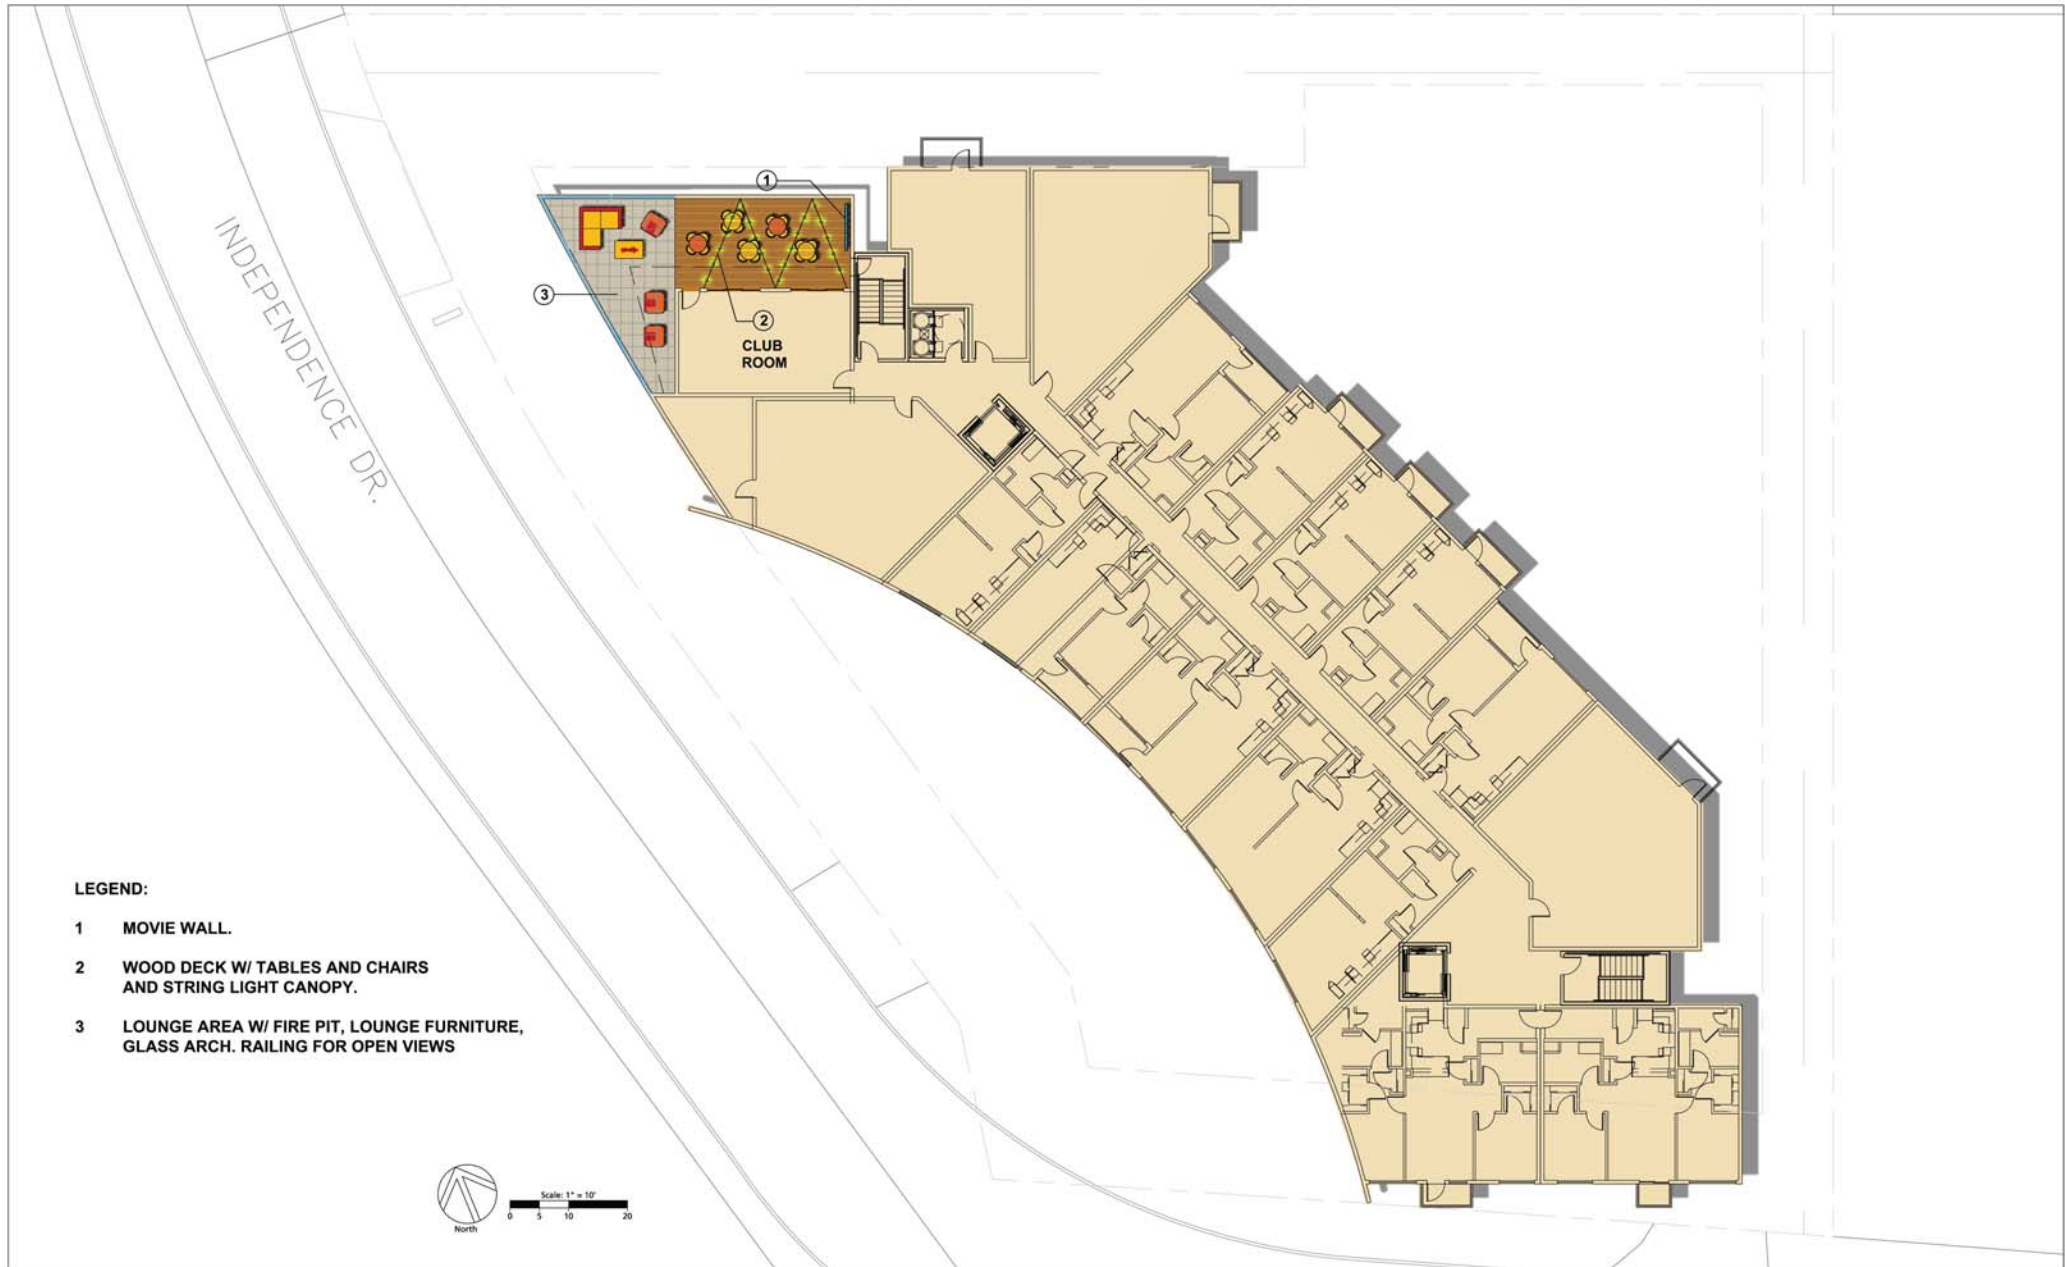 1
INDEPENDENCE DR.
3
2
CLUB
ROOM
LEGEND:
1 MOVIE WALL.
2 WOOD DECK W/ TABLES AND CHAIRS
AND STRING LIGHT CANOPY.
3 LOUNGE AREA W/ FIRE PIT, LOUNGE FURNITURE,
GLASS ARCH. RAILING FOR OPEN VIEWS
Scale: 1" = 10'
0 5 10 20
North